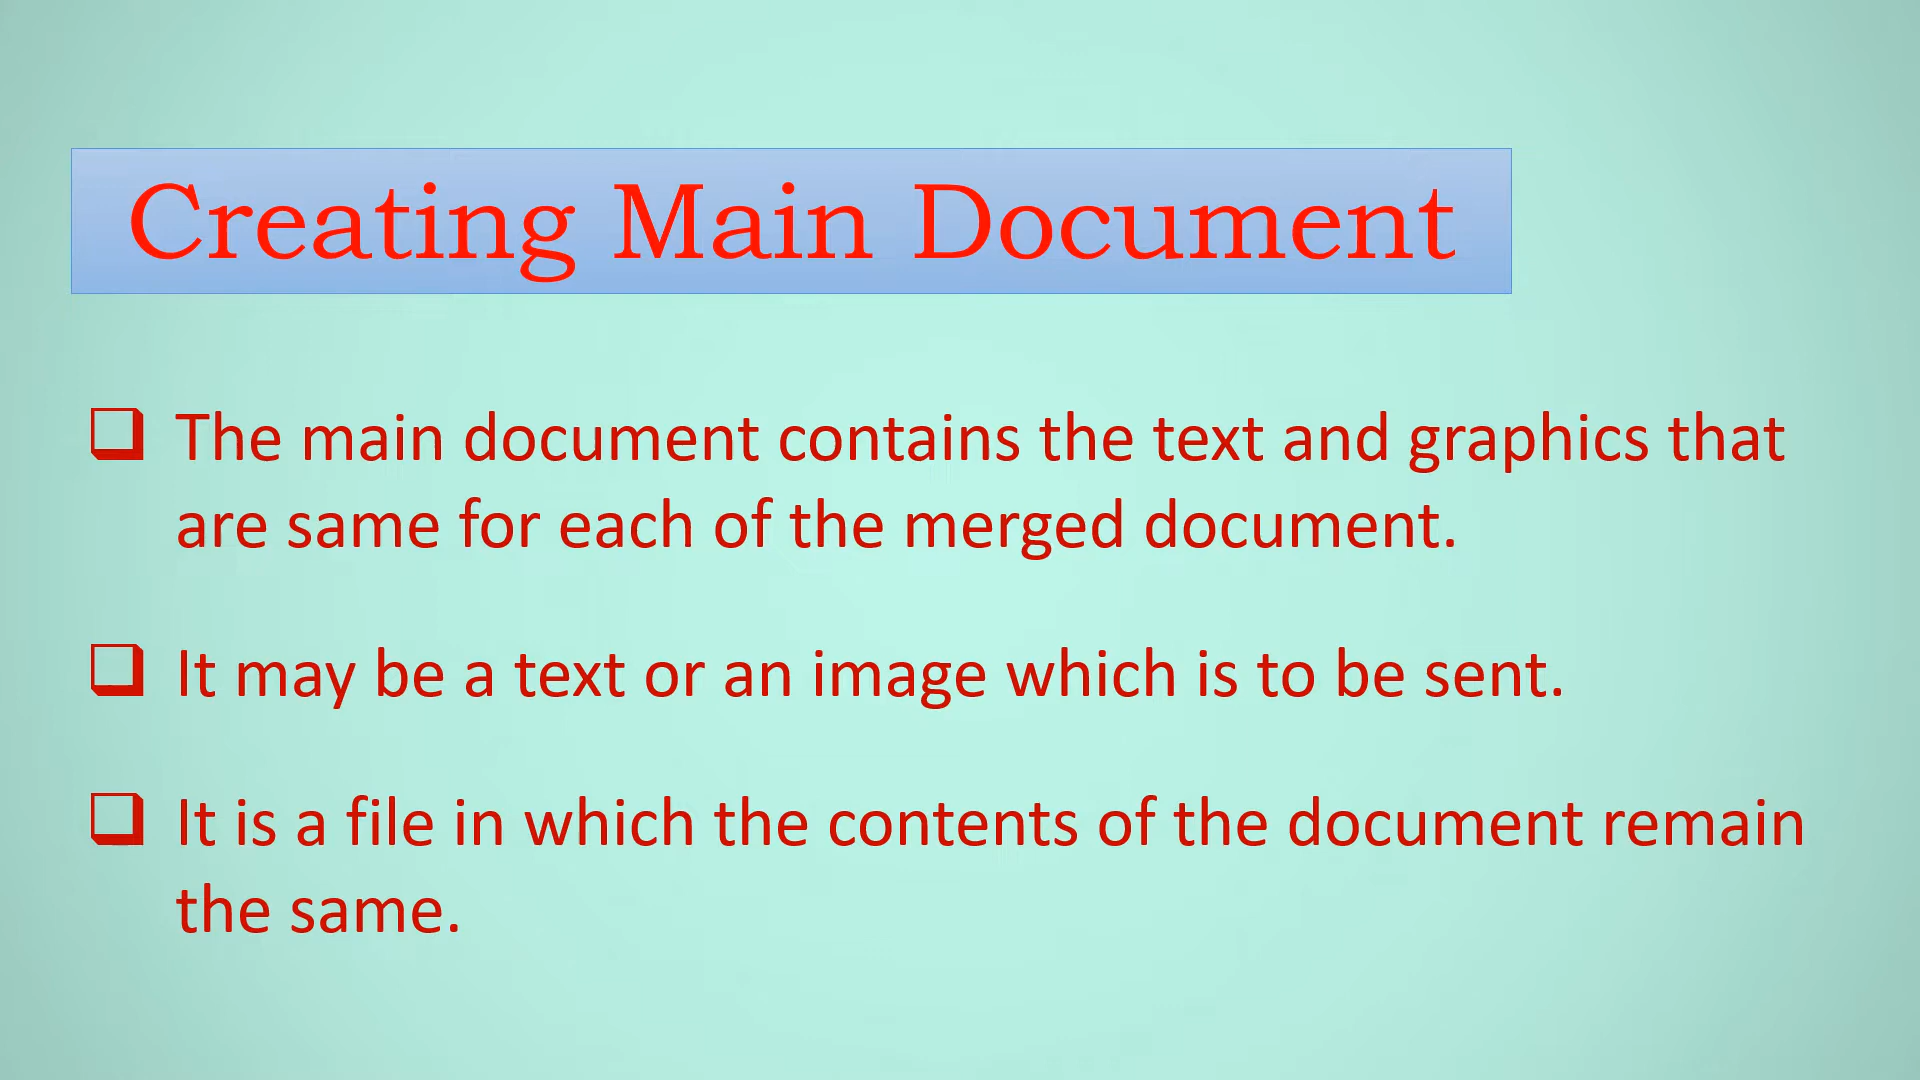 Creating Main Document
The main document contains the text and graphics that
are same for each of the merged document.
It may be a text or an image which is to be sent.
It is a file in which the contents of the document remain
the same.